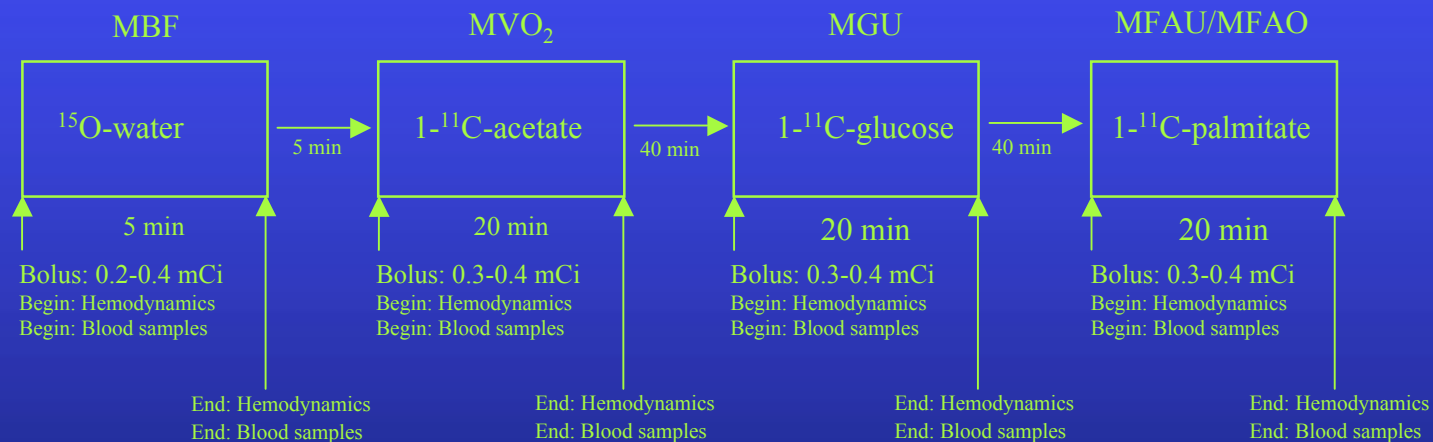 MBF
MVO₂
MGU
MFAU/MFAO
¹⁵O-water
5 min
1-¹¹C-acetate
40 min
1-¹¹C-glucose
40 min
1-¹¹C-palmitate
5 min
20 min
20 min
20 min
Bolus: 0.2-0.4 mCi
Begin: Hemodynamics
Begin: Blood samples
Bolus: 0.3-0.4 mCi
Begin: Hemodynamics
Begin: Blood samples
Bolus: 0.3-0.4 mCi
Begin: Hemodynamics
Begin: Blood samples
Bolus: 0.3-0.4 mCi
Begin: Hemodynamics
Begin: Blood samples
End: Hemodynamics
End: Blood samples
End: Hemodynamics
End: Blood samples
End: Hemodynamics
End: Blood samples
End: Hemodynamics
End: Blood samples